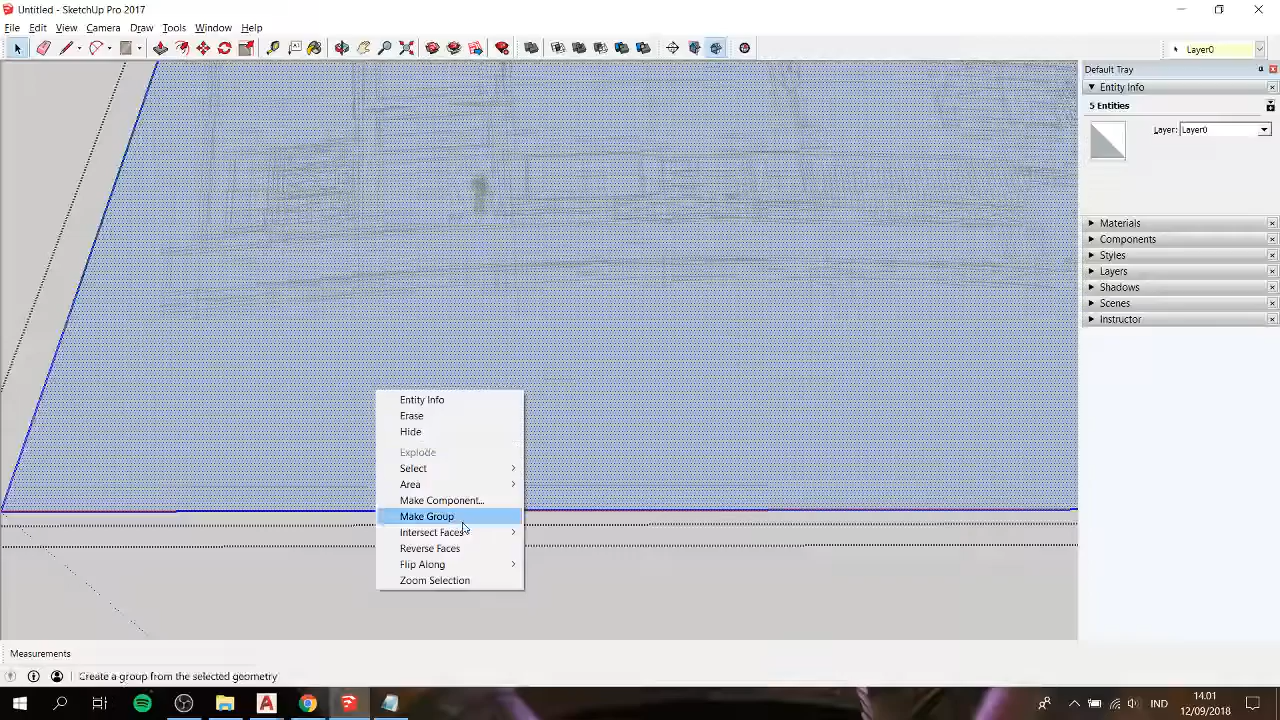 Untitled - SketchUp Pro 2017
File Edit View Camera Draw Tools Window Help
Layer0
Default Tray
Entity Info
5 Entities
Layer: Layer0
Materials
Components
Styles
Layers
Shadows
Scenes
Instructor
Entity Info
Erase
Hide
Explode
Select
Area
Make Component...
Make Group
Intersect Faces
Reverse Faces
Flip Along
Zoom Selection
Measurements
Create a group from the selected geometry
IND
14.01
12/09/2018